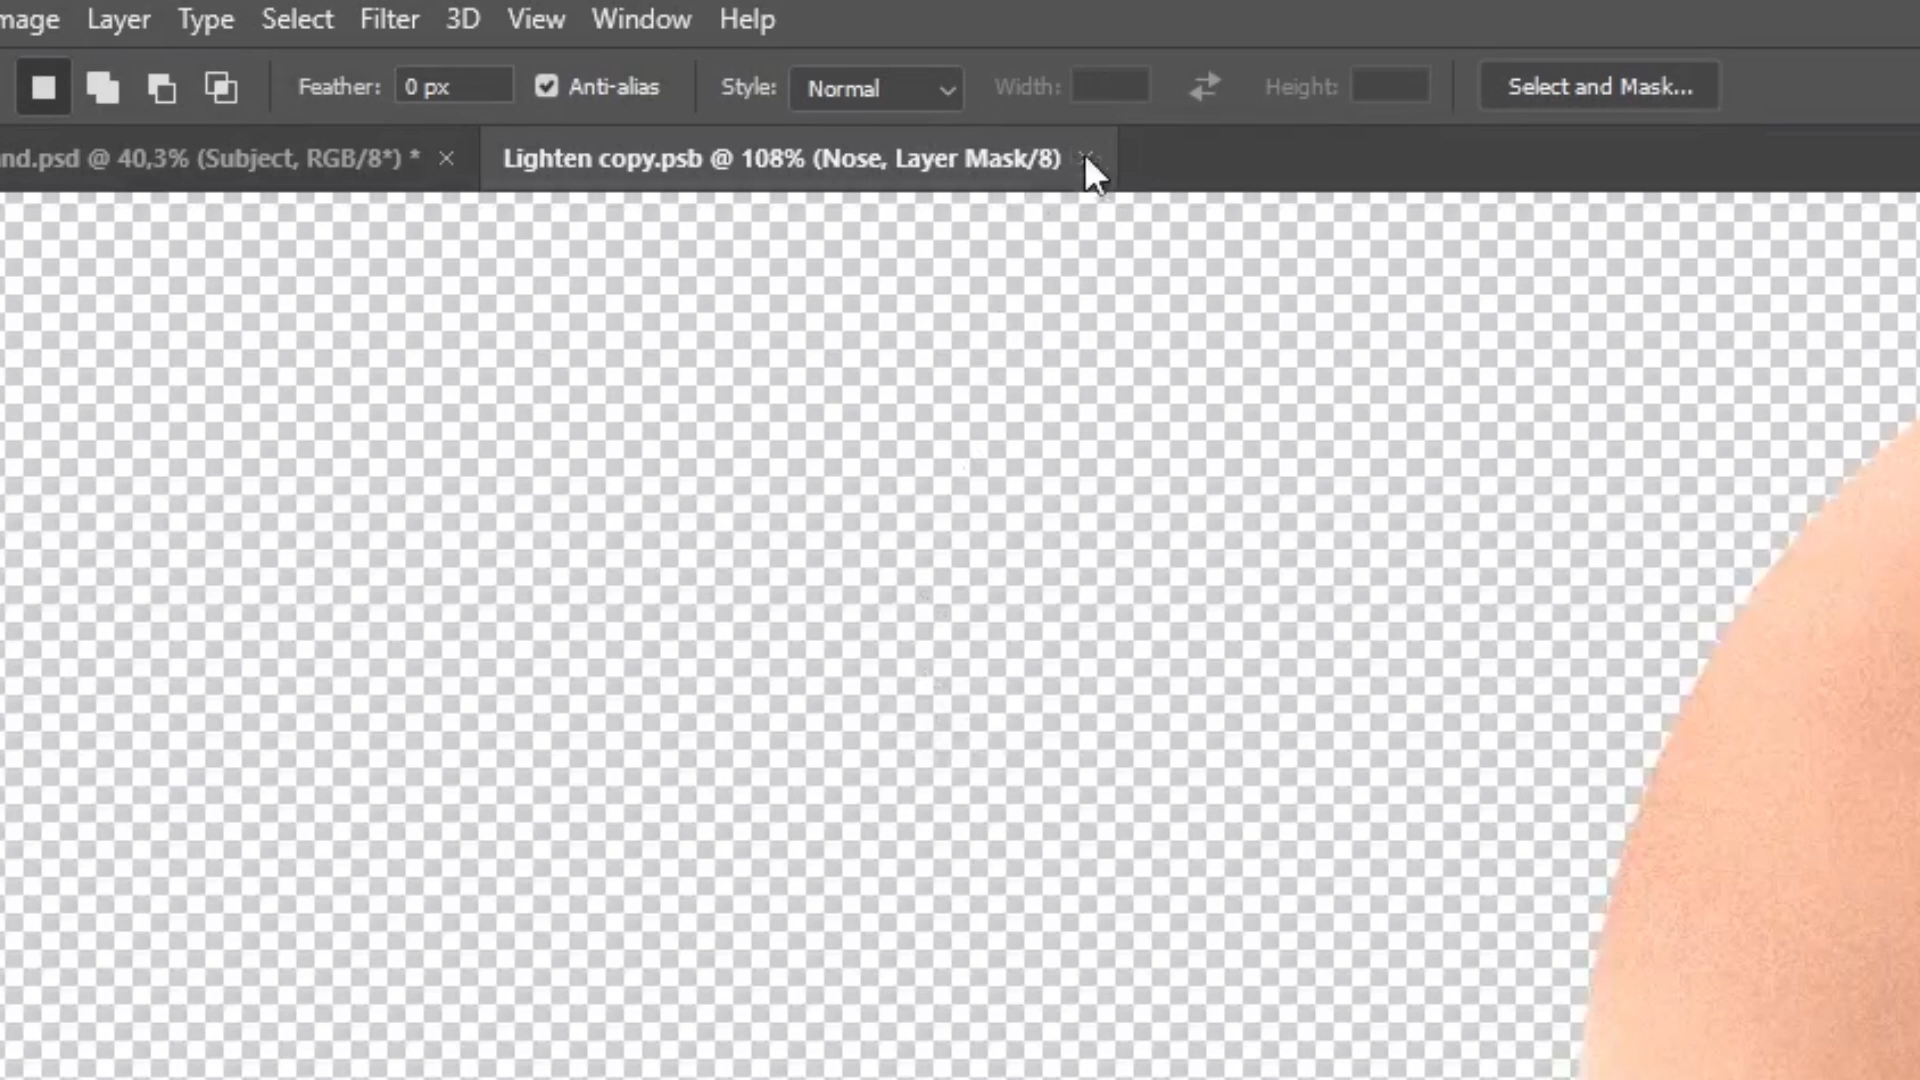 mage Layer Type Select Filter 3D View Window Help
Feather: 0 px Anti-alias Style: Normal Width: Height: Select and Mask...
nd.psd @ 40,3% (Subject, RGB/8*) * Lighten copy.psb @ 108% (Nose, Layer Mask/8)